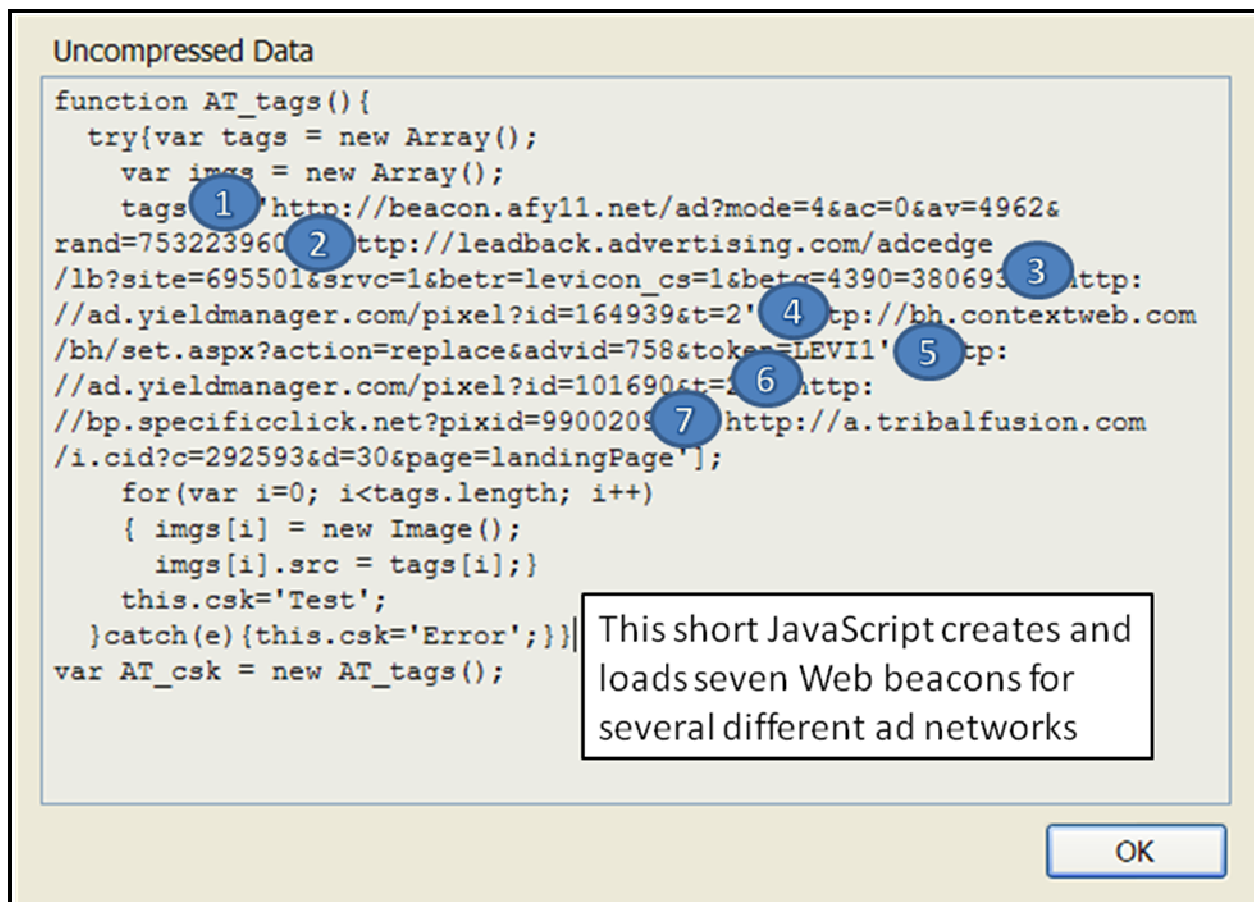 Uncompressed Data
function AT_tags(){
try{var tags = new Array();
var imgs = new Array();
tags 1 'http://beacon.afy11.net/ad?mode=4&ac=0&av=4962&
rand=753223960 2 ttp://leadback.advertising.com/adcedge
/lb?site=695501&srvc=1&betr=levicon_cs=1&betq=4390=380693 3 http:
//ad.yieldmanager.com/pixel?id=164939&t=2' 4 tp://bh.contextweb.com
/bh/set.aspx?action=replace&advid=758&token=LEVI1' 5 tp:
//ad.yieldmanager.com/pixel?id=101690&t=2 6 http:
//bp.specificclick.net?pixid=9900209 7 http://a.tribalfusion.com
/i.cid?c=292593&d=30&page=landingPage'];
for(var i=0; i<tags.length; i++)
{ imgs[i] = new Image();
imgs[i].src = tags[i];}
this.csk='Test';
}catch(e){this.csk='Error';}}
var AT_csk = new AT_tags();
This short JavaScript creates and
loads seven Web beacons for
several different ad networks
OK